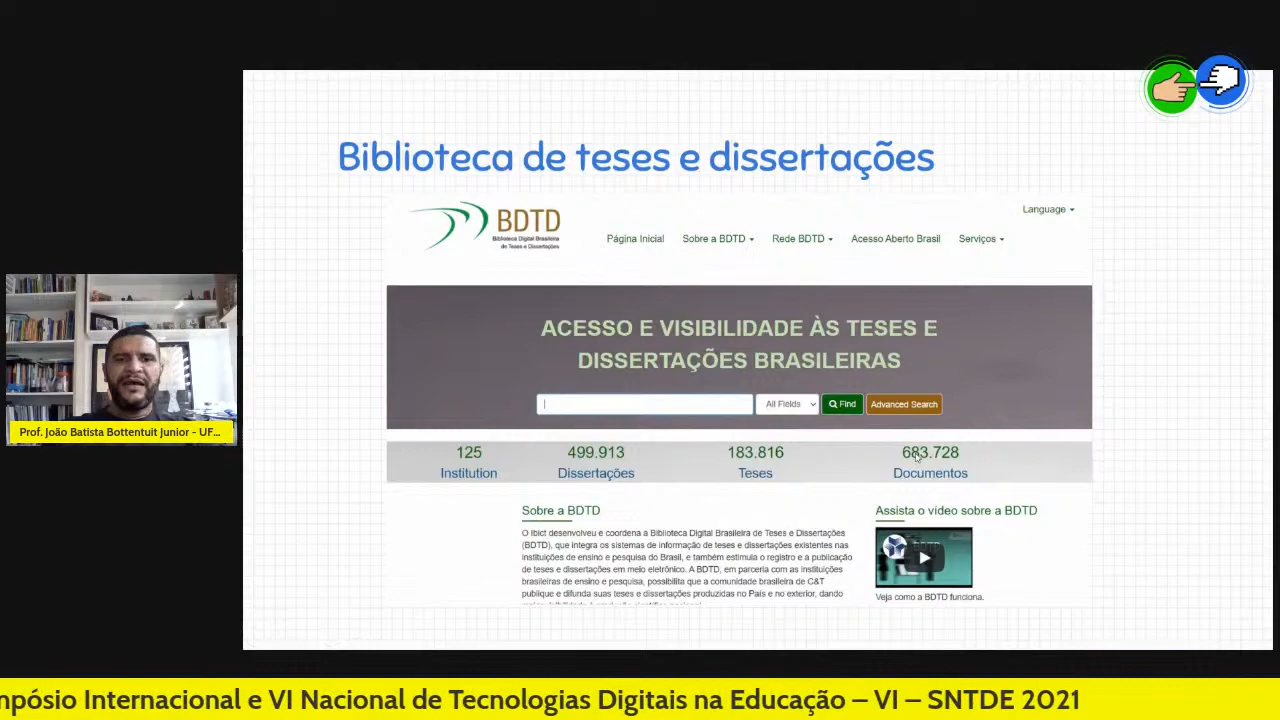 Biblioteca de teses e dissertações
BDTD
Biblioteca Digital Brasileira
de Teses e Dissertações
Language
Página Inicial
Sobre a BDTD
Rede BDTD
Acesso Aberto Brasil
Serviços
ACESSO E VISIBILIDADE ÀS TESES E
DISSERTAÇÕES BRASILEIRAS
All Fields
Find
Advanced Search
125
Institution
499.913
Dissertações
183.816
Teses
683.728
Documentos
Sobre a BDTD
O Ibict desenvolveu e coordena a Biblioteca Digital Brasileira de Teses e Dissertações
(BDTD), que integra os sistemas de informação de teses e dissertações existentes nas
instituições de ensino e pesquisa do Brasil, e também estimula o registro e a publicação
de teses e dissertações em meio eletrônico. A BDTD, em parceria com as instituições
brasileiras de ensino e pesquisa, possibilita que a comunidade brasileira de C&T
publique e difunda suas teses e dissertações produzidas no País e no exterior, dando
Assista o vídeo sobre a BDTD
Veja como a BDTD funciona.
Prof. João Batista Bottentuit Junior - UF...
mpósio Internacional e VI Nacional de Tecnologias Digitais na Educação – VI – SNTDE 2021